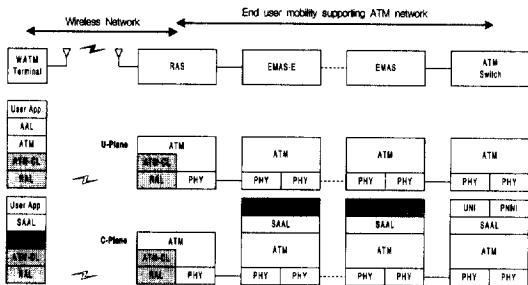 Wireless Network
End user mobility supporting ATM network
WATM Terminal
RAS
EMAS-E
EMAS
ATM Switch
User App
AAL
ATM
ATM-CL
RAL
U-Plane
ATM
ATM-CL
RAL PHY
ATM
PHY PHY
ATM
PHY PHY
ATM
PHY PHY
User App
SAAL
ATM-CL
RAL
C-Plane
ATM
ATM-CL
RAL PHY
SAAL
ATM
PHY PHY
SAAL
ATM
PHY PHY
UNI PNNI
SAAL
ATM
PHY PHY